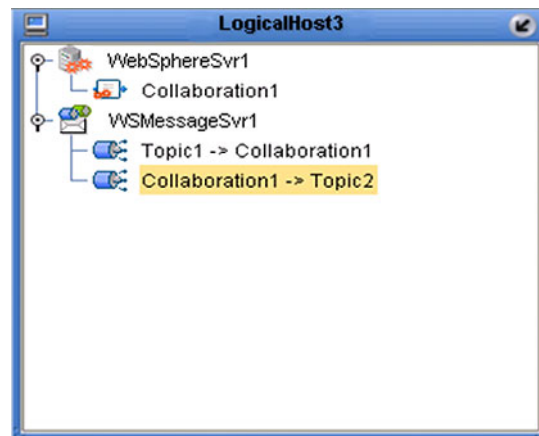 LogicalHost3
WebSphereSvr1
Collaboration1
WSMessageSvr1
Topic1 -> Collaboration1
Collaboration1 -> Topic2